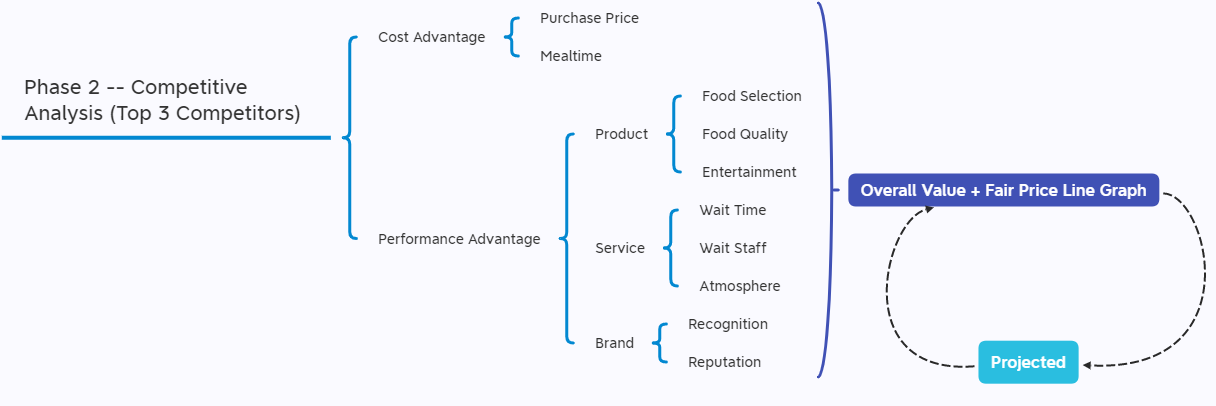 Phase 2 -- Competitive
Analysis (Top 3 Competitors)
Cost Advantage
Purchase Price
Mealtime
Performance Advantage
Product
Food Selection
Food Quality
Entertainment
Service
Wait Time
Wait Staff
Atmosphere
Brand
Recognition
Reputation
Overall Value + Fair Price Line Graph
Projected